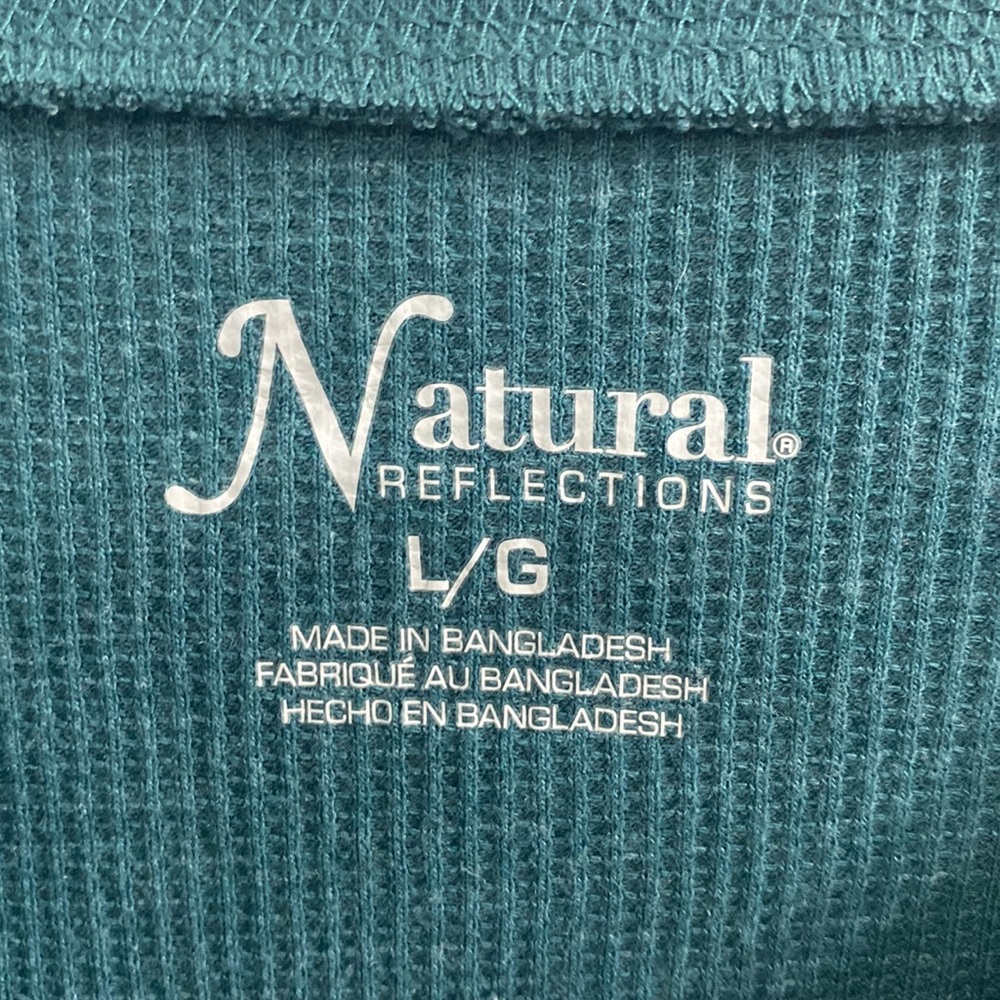 Natural®
REFLECTIONS
L/G
MADE IN BANGLADESH
FABRIQUÉ AU BANGLADESH
HECHO EN BANGLADESH